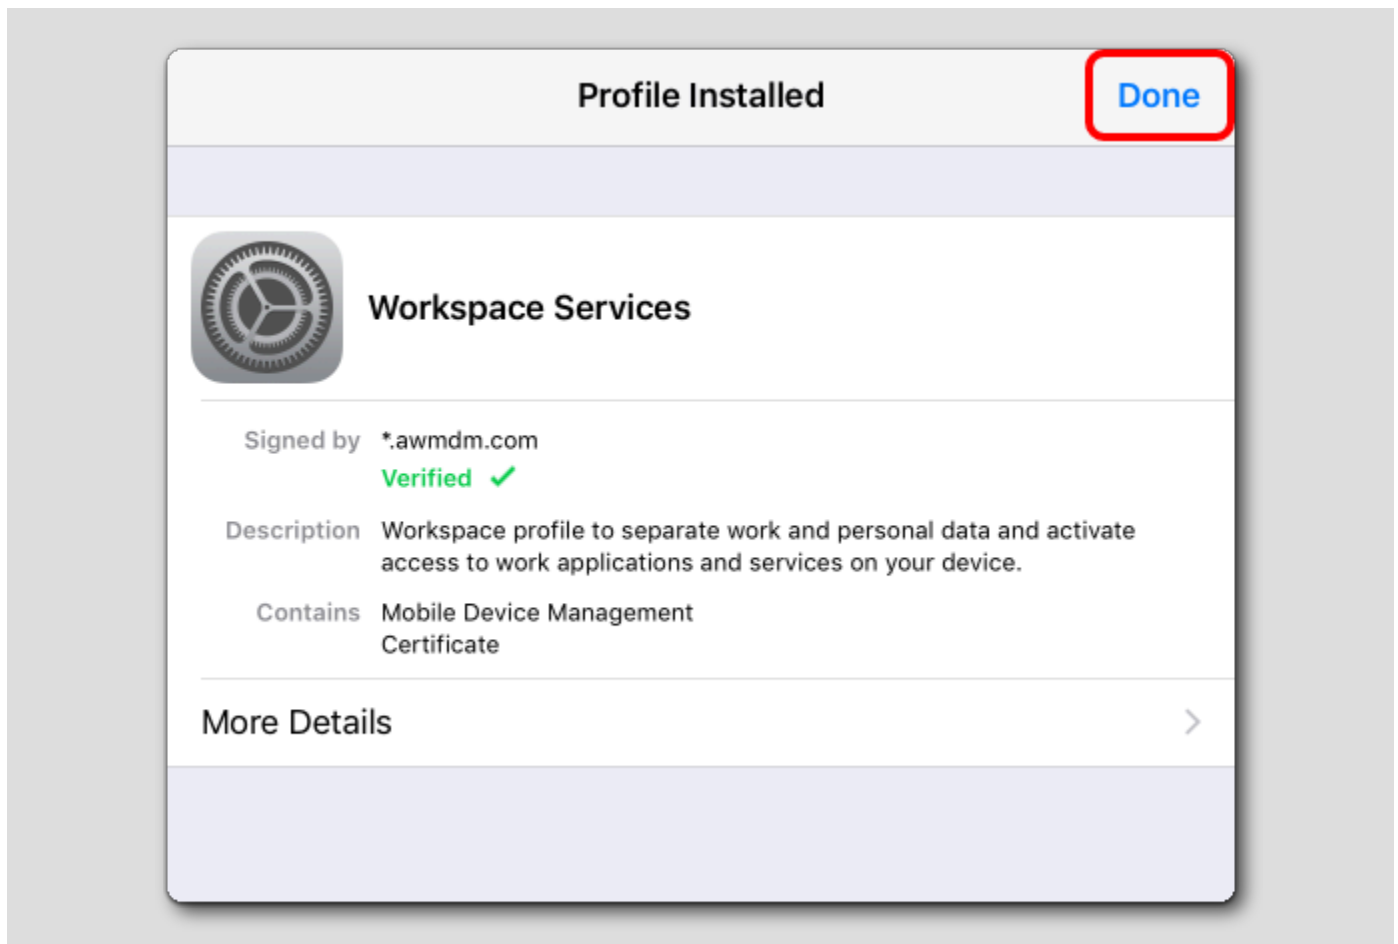 Profile Installed
Done
Workspace Services
Signed by
*.awmdm.com
Verified
Description
Workspace profile to separate work and personal data and activate
access to work applications and services on your device.
Contains
Mobile Device Management
Certificate
More Details